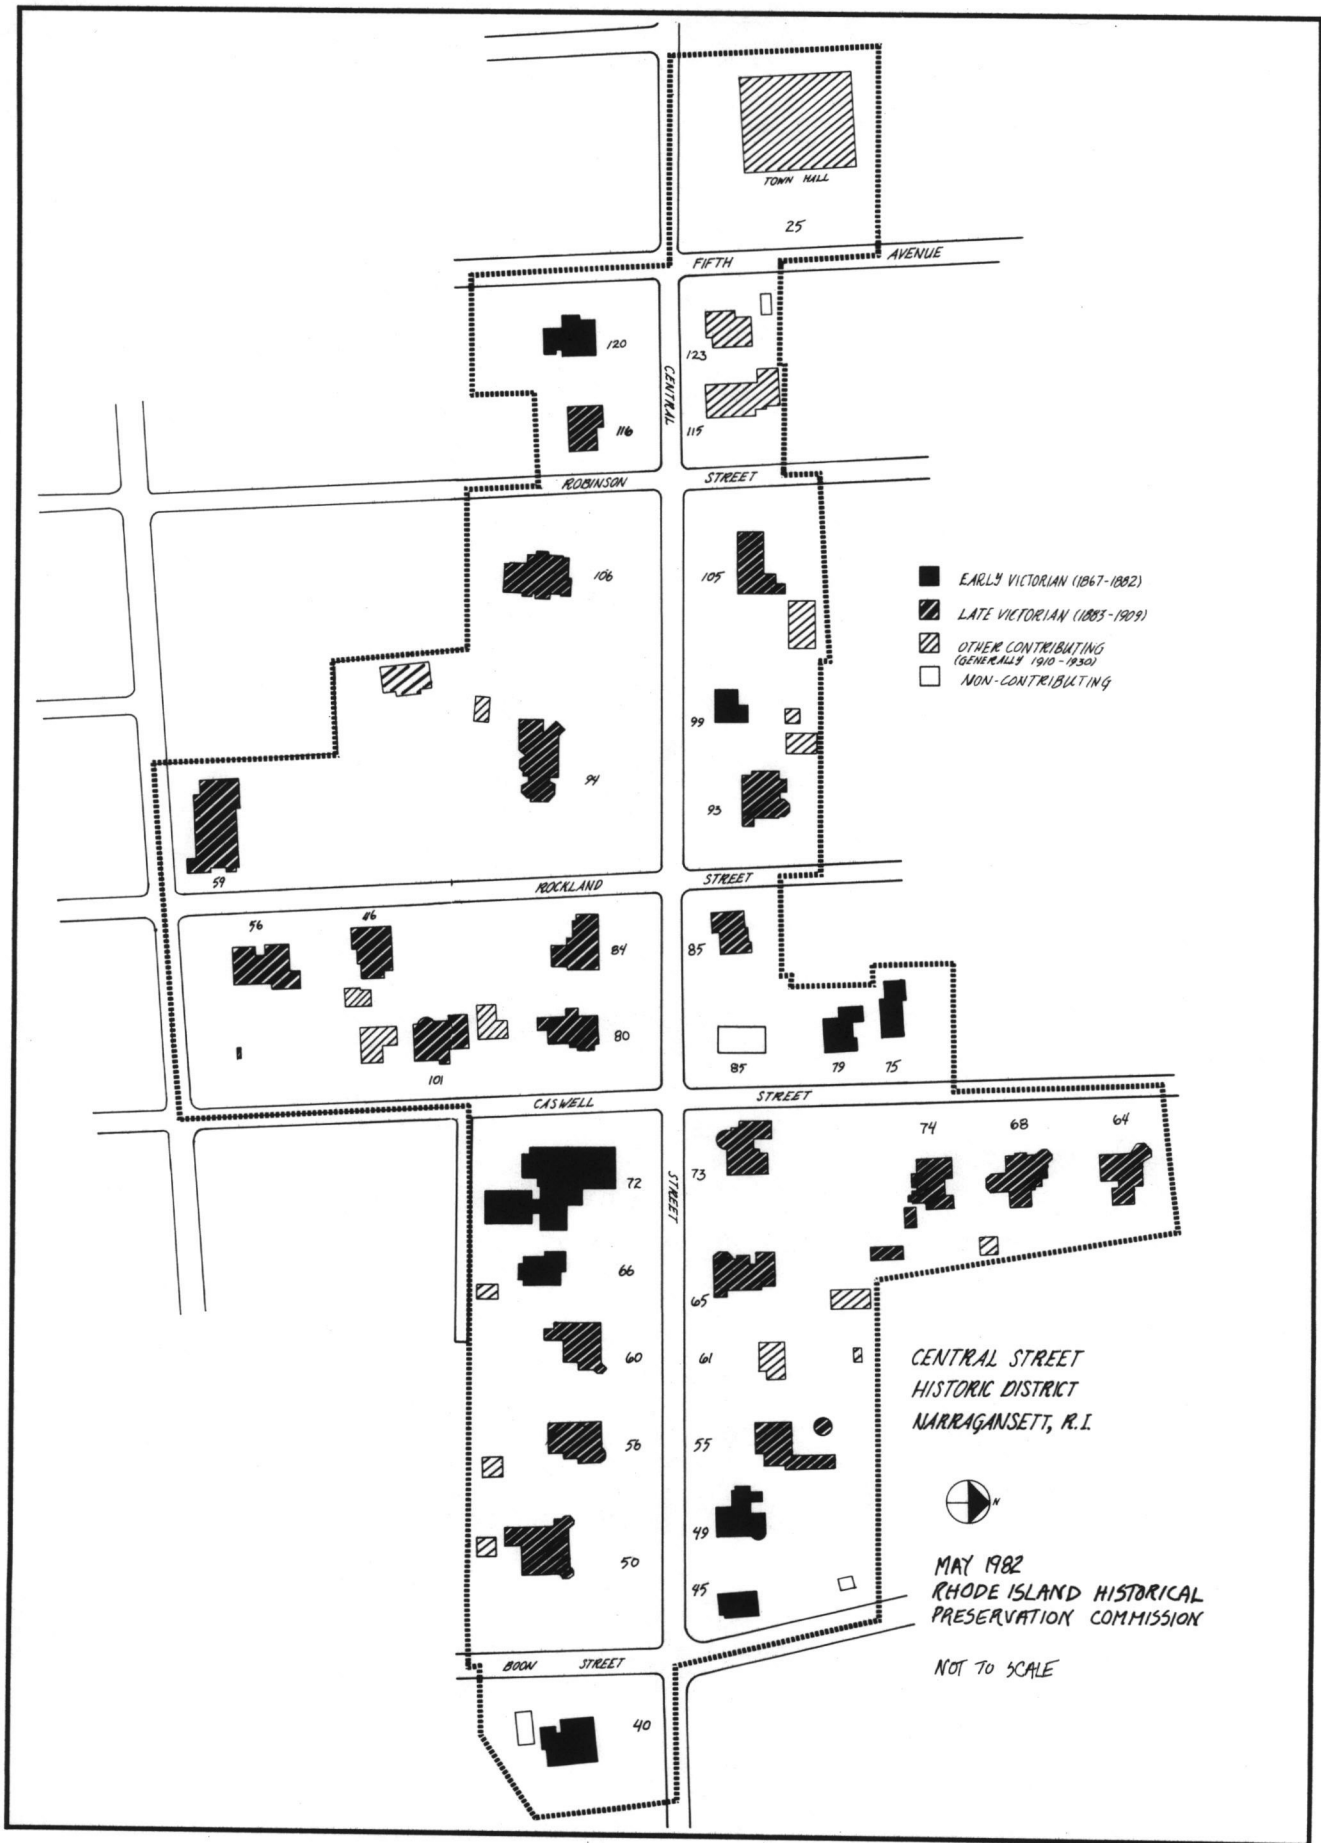 TOWN HALL
25
FIFTH
AVENUE
120
123
CENTRAL
116
115
ROBINSON
STREET
106
105
EARLY VICTORIAN (1867-1882)
LATE VICTORIAN (1883-1909)
OTHER CONTRIBUTING
(GENERALLY 1910-1930)
NON-CONTRIBUTING
99
94
93
59
ROCKLAND
STREET
56
46
84
85
80
85
79
75
101
CASWELL
STREET
74
68
64
72
73
STREET
66
65
60
61
CENTRAL STREET
HISTORIC DISTRICT
NARRAGANSETT, R.I.
56
55
N
49
50
45
MAY 1982
RHODE ISLAND HISTORICAL
PRESERVATION COMMISSION
BOON
STREET
NOT TO SCALE
40